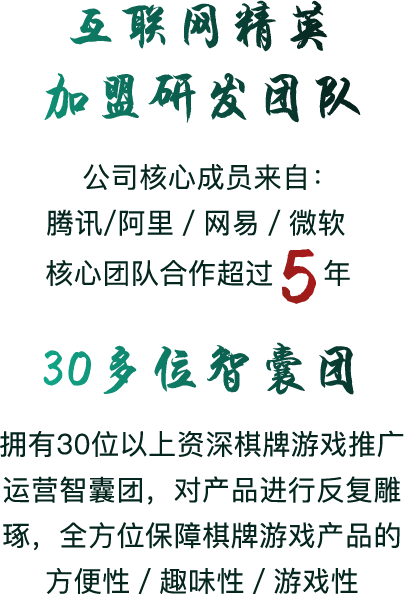 互联网精英
加盟研发团队
公司核心成员来自：
腾讯/阿里 / 网易 / 微软
核心团队合作超过5年
30多位智囊团
拥有30位以上资深棋牌游戏推广
运营智囊团，对产品进行反复雕
琢，全方位保障棋牌游戏产品的
方便性 / 趣味性 / 游戏性